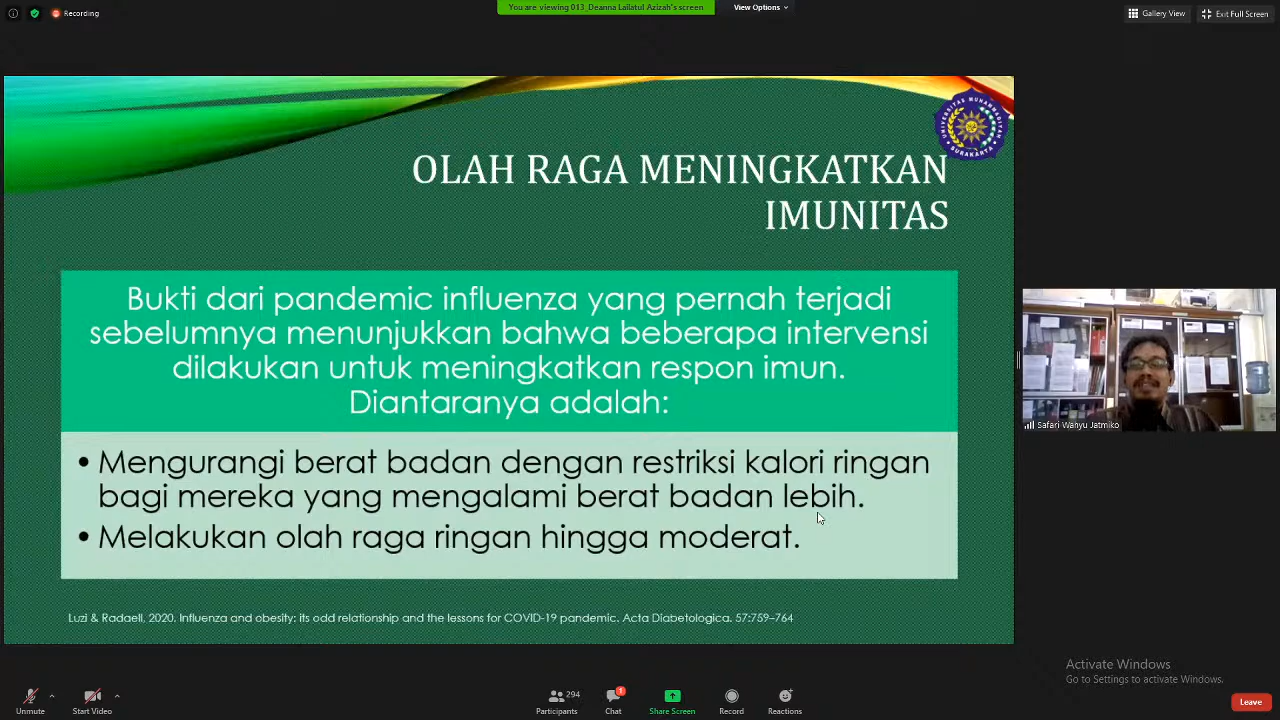 Recording
You are viewing 013_Deanna Lailatul Azizah's screen
View Options
Gallery View
Exit Full Screen
UNIVERSITAS MUHAMMADIYAH
SURAKARTA
OLAH RAGA MENINGKATKAN
IMUNITAS
Bukti dari pandemic influenza yang pernah terjadi
sebelumnya menunjukkan bahwa beberapa intervensi
dilakukan untuk meningkatkan respon imun.
Diantaranya adalah:
• Mengurangi berat badan dengan restriksi kalori ringan
bagi mereka yang mengalami berat badan lebih.
• Melakukan olah raga ringan hingga moderat.
Luzi & Radaell, 2020. Influenza and obesity: its odd relationship and the lessons for COVID-19 pandemic. Acta Diabetologica. 57:759–764
Safari Wahyu Jatmiko
Activate Windows
Go to Settings to activate Windows.
Unmute
Start Video
294
Participants
1
Chat
Share Screen
Record
Reactions
Leave